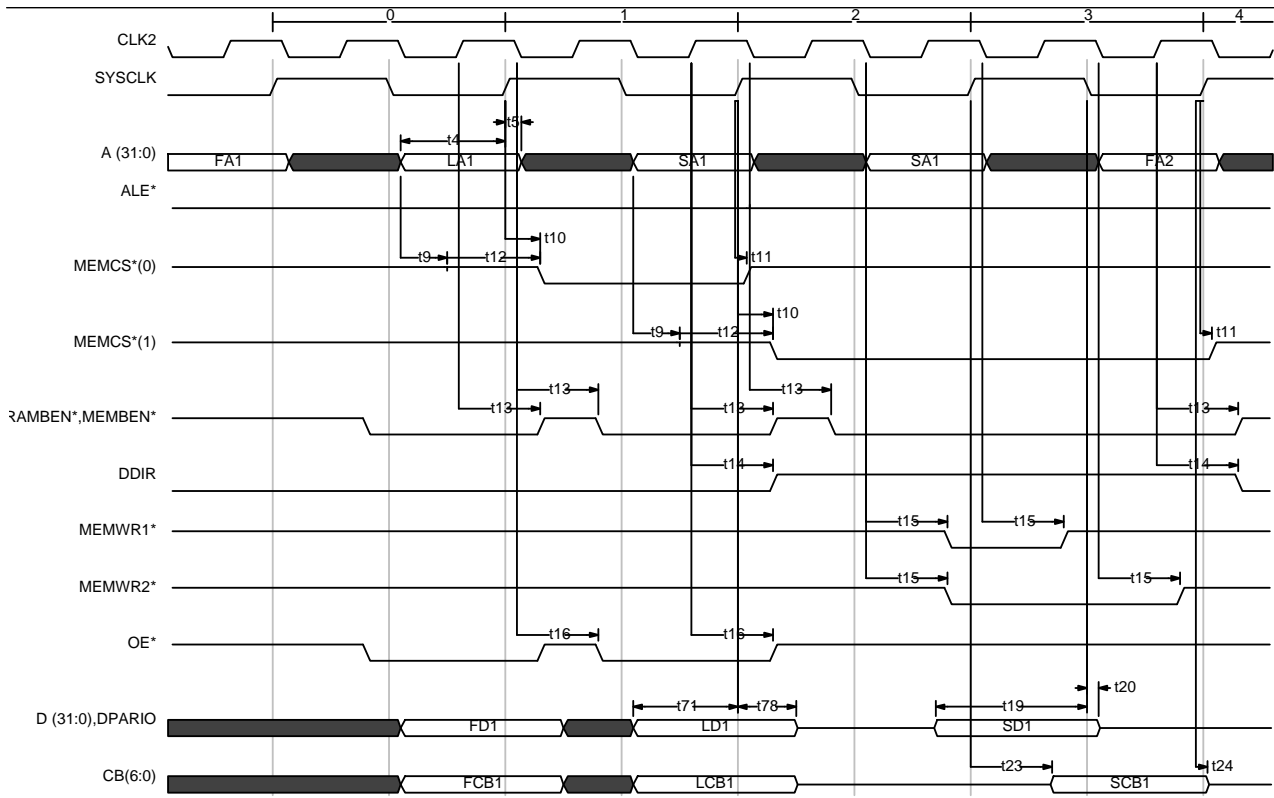 0 1 2 3 4
CLK2
SYSCLK
t5
t4
A (31:0) FA1 LA1 SA1 SA1 FA2
ALE*
t10
t9 t12 t11
MEMCS*(0)
t10
t9 t12 t11
MEMCS*(1)
t13 t13
t13 t13 t13
RAMBEN*,MEMBEN*
t14 t14
DDIR
t15 t15
MEMWR1*
t15 t15
MEMWR2*
t16 t16
OE*
t20
t71 t78 t19
D (31:0),DPARIO FD1 LD1 SD1
t23 t24
CB(6:0) FCB1 LCB1 SCB1